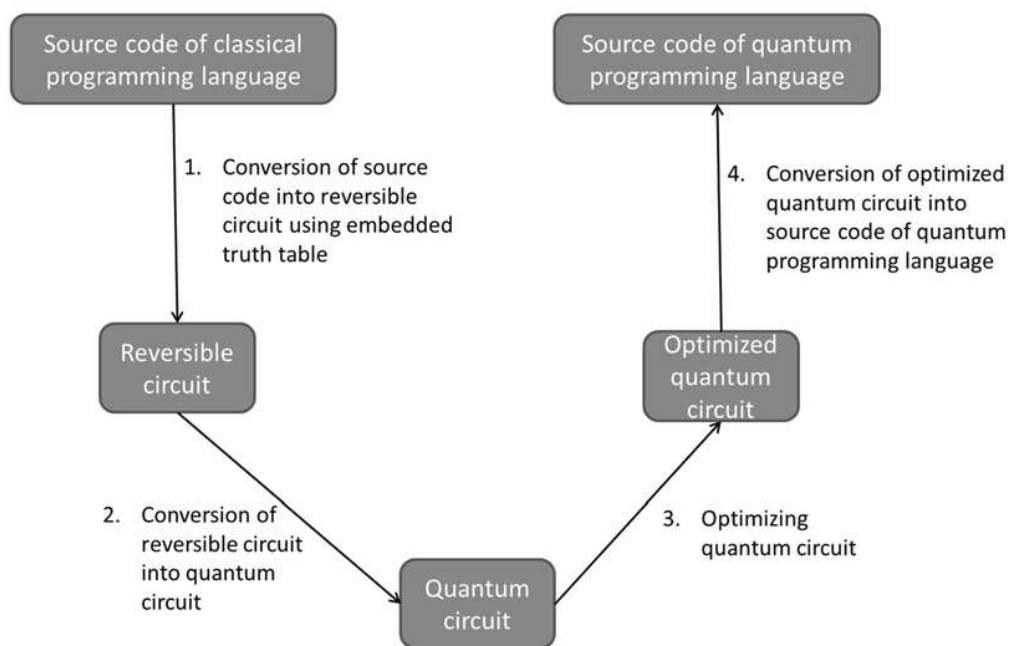 Source code of classical
programming language
Source code of quantum
programming language
1. Conversion of source
code into reversible
circuit using embedded
truth table
4. Conversion of optimized
quantum circuit into
source code of quantum
programming language
Reversible
circuit
Optimized
quantum
circuit
2. Conversion of
reversible circuit
into quantum
circuit
3. Optimizing
quantum circuit
Quantum
circuit